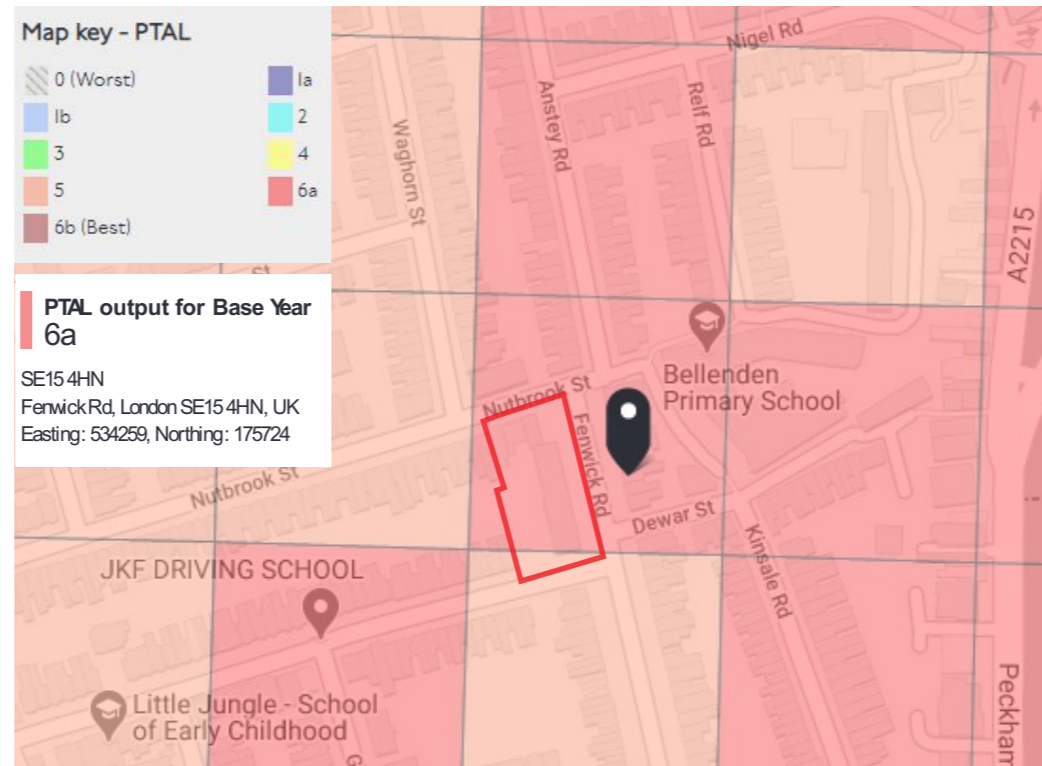 Map key - PTAL
0 (Worst)
1a
1b
2
3
4
5
6a
6b (Best)
PTAL output for Base Year
6a
SE15 4HN
Fenwick Rd, London SE15 4HN, UK
Easting: 534259, Northing: 175724
Nigel Rd
Anstey Rd
Relf Rd
Waghorn St
A2215
St
Bellenden
Primary School
Nutbrook St
Fenwick Rd
Nutbrook St
Dewar St
Kinsale Rd
JKF DRIVING SCHOOL
Little Jungle - School
of Early Childhood
Peckham
G